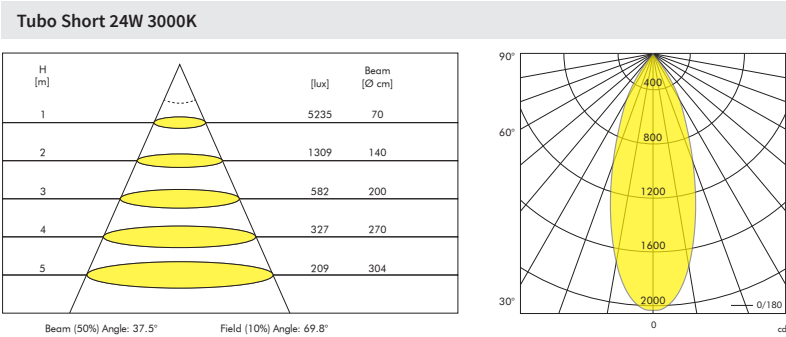 Tubo Short 24W 3000K
H [m] [lux] Beam [Ø cm]
1 5235 70
2 1309 140
3 582 200
4 327 270
5 209 304
Beam (50%) Angle: 37.5° Field (10%) Angle: 69.8°
90°
400
60°
800
1200
1600
30°
2000
0/180
0
cd